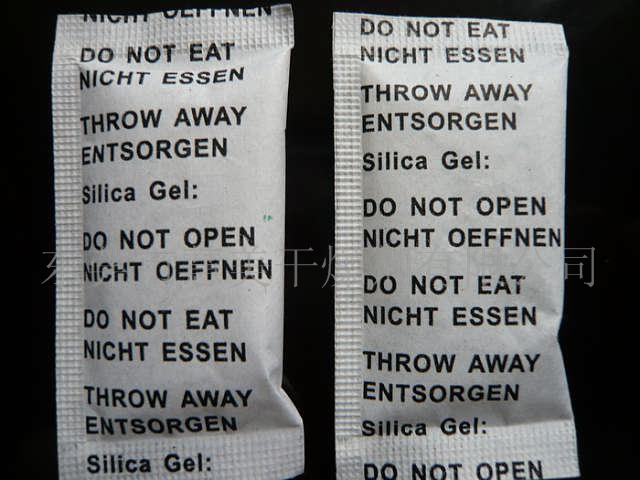 NICHT OEFFNEN
DO NOT EAT
NICHT ESSEN
THROW AWAY
ENTSORGEN
Silica Gel:
DO NOT OPEN
NICHT OEFFNEN
DO NOT EAT
NICHT ESSEN
THROW AWAY
ENTSORGEN
Silica Gel:
DO NOT EAT
NICHT ESSEN
THROW AWAY
ENTSORGEN
Silica Gel:
DO NOT OPEN
NICHT OEFFNEN
DO NOT EAT
NICHT ESSEN
THROW AWAY
ENTSORGEN
Silica Gel:
DO NOT OPEN